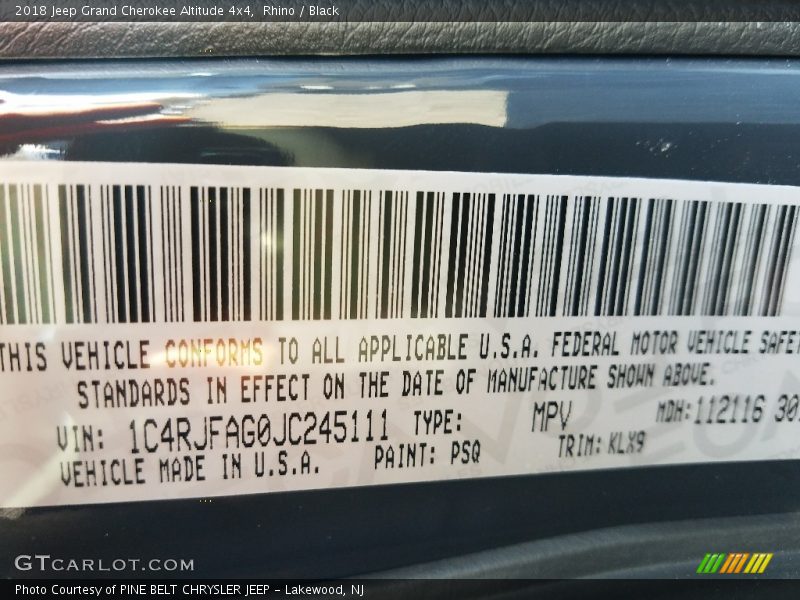 2018 Jeep Grand Cherokee Altitude 4x4, Rhino / Black
THIS VEHICLE CONFORMS TO ALL APPLICABLE U.S.A. FEDERAL MOTOR VEHICLE SAFE
STANDARDS IN EFFECT ON THE DATE OF MANUFACTURE SHOWN ABOVE.
VIN: 1C4RJFAG0JC245111 TYPE: MPV MDH: 112116 30
VEHICLE MADE IN U.S.A. PAINT: PSQ TRIM: KLX9
GTCARLOT.COM
Photo Courtesy of PINE BELT CHRYSLER JEEP - Lakewood, NJ